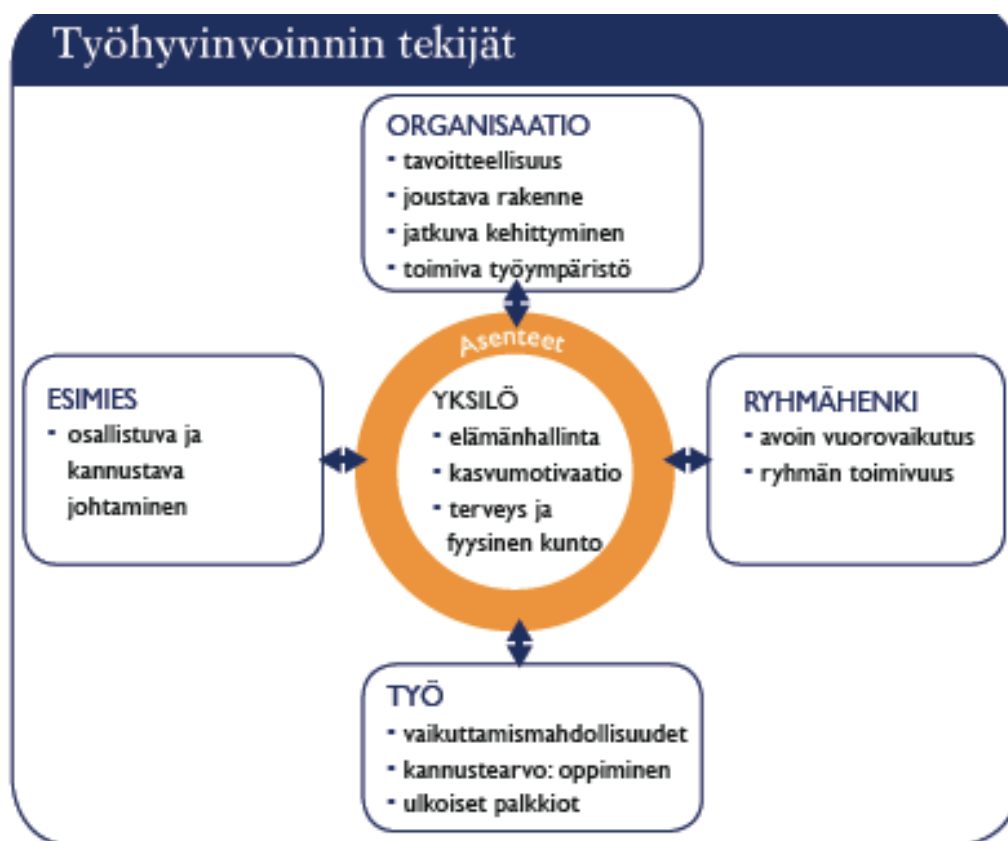 Työhyvinvoinnin tekijät
ORGANISAATIO
- tavoitteellisuus
- joustava rakenne
- jatkuva kehittyminen
- toimiva työympäristö
Asenteet
ESIMIES
- osallistuva ja
kannustava
johtaminen
YKSILÖ
- elämänhallinta
- kasvumotivaatio
- terveys ja
fyysinen kunto
RYHMÄHENKI
- avoin vuorovaikutus
- ryhmän toimivuus
TYÖ
- vaikuttamismahdollisuudet
- kannustearvo: oppiminen
- ulkoiset palkkiot